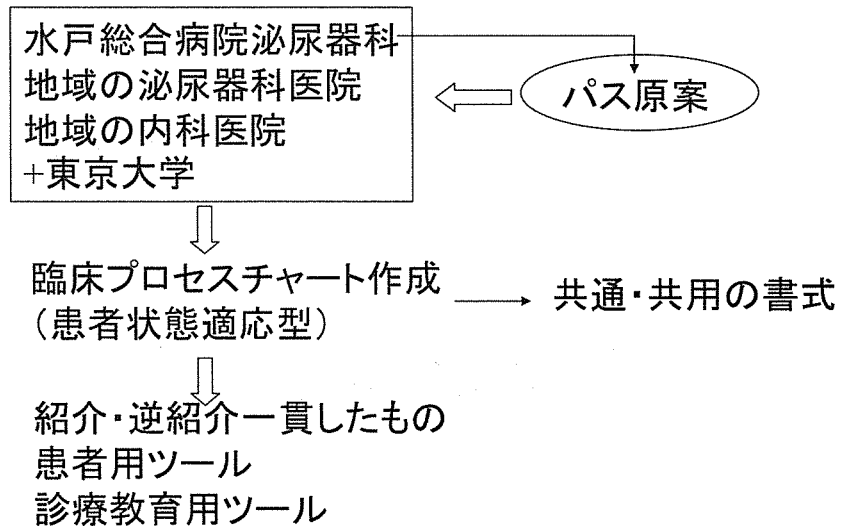 水戸総合病院泌尿器科
地域の泌尿器科医院
地域の内科医院
+東京大学
パス原案
臨床プロセスチャート作成
(患者状態適応型)
共通・共用の書式
紹介・逆紹介一貫したもの
患者用ツール
診療教育用ツール